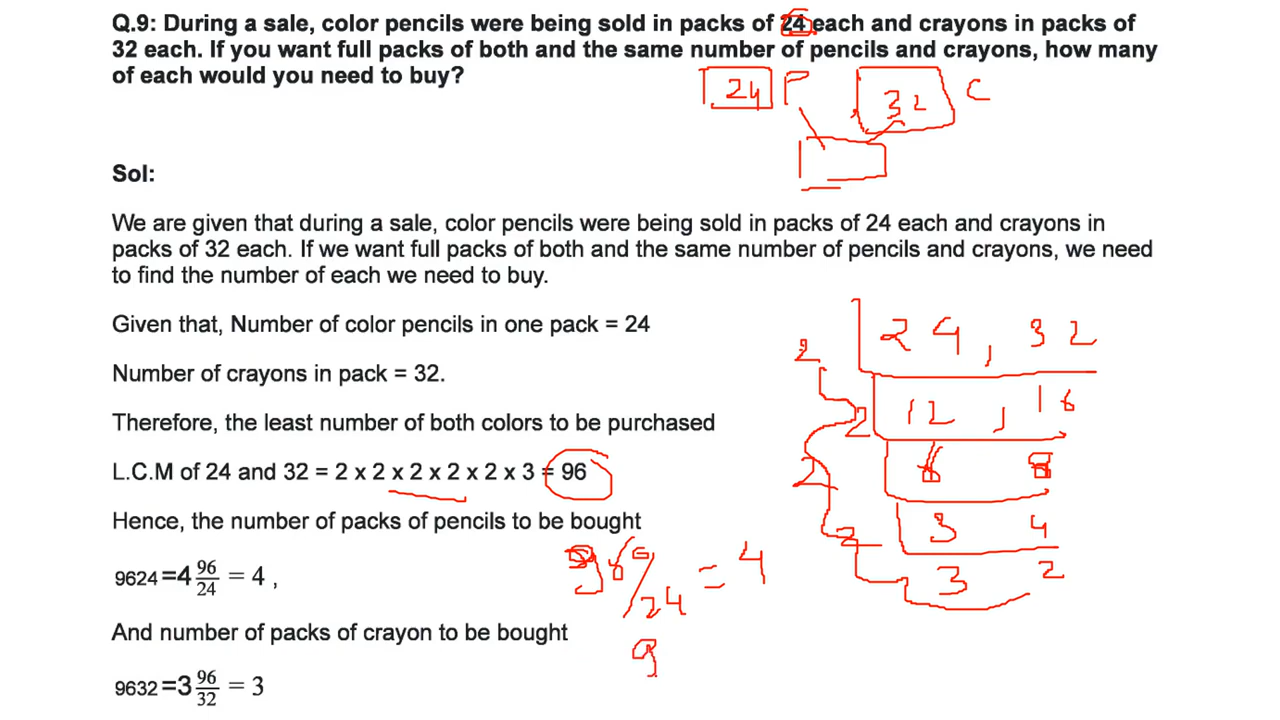 Q.9: During a sale, color pencils were being sold in packs of 24 each and crayons in packs of
32 each. If you want full packs of both and the same number of pencils and crayons, how many
of each would you need to buy?
24 P 32 C
Sol:
We are given that during a sale, color pencils were being sold in packs of 24 each and crayons in
packs of 32 each. If we want full packs of both and the same number of pencils and crayons, we need
to find the number of each we need to buy.
Given that, Number of color pencils in one pack = 24
Number of crayons in pack = 32.
Therefore, the least number of both colors to be purchased
L.C.M of 24 and 32 = 2 x 2 x 2 x 2 x 2 x 3 = 96
Hence, the number of packs of pencils to be bought
9624 =4 96/24 = 4 ,
And number of packs of crayon to be bought
9632 =3 96/32 = 3
2 24, 32
2 12, 16
2 6 8
2 3 4
3 2
96/24 = 4
9